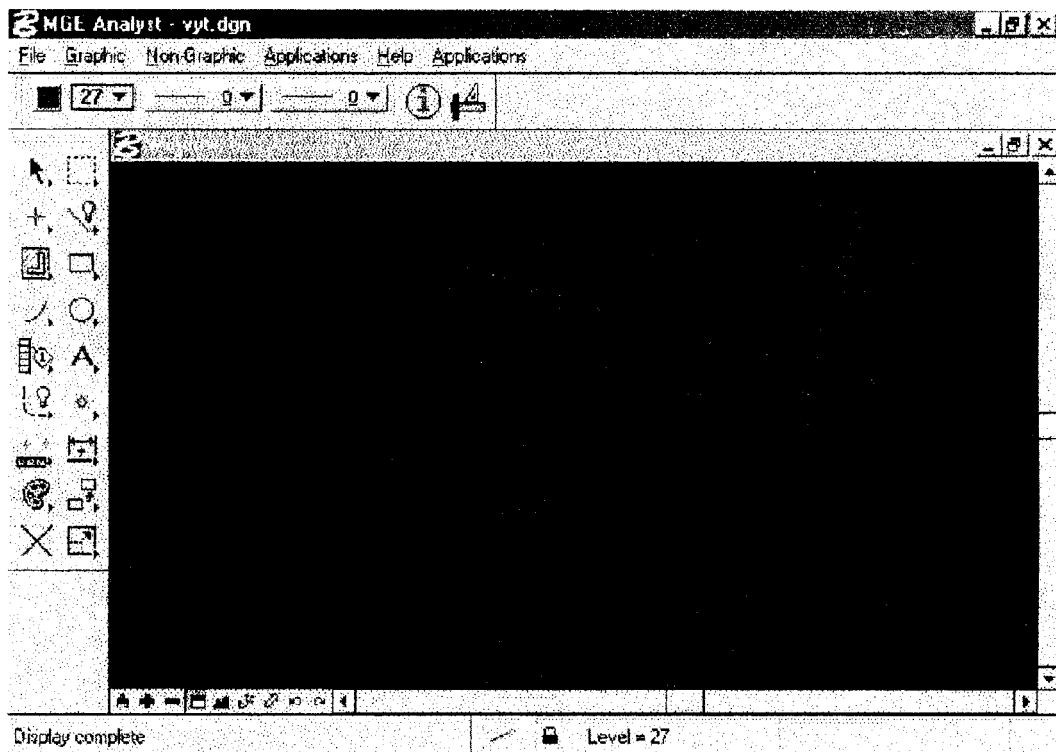 MGE Analyst - vyt.dgn
File Graphic Non-Graphic Applications Help Applications
27 0 0
Display complete Level = 27